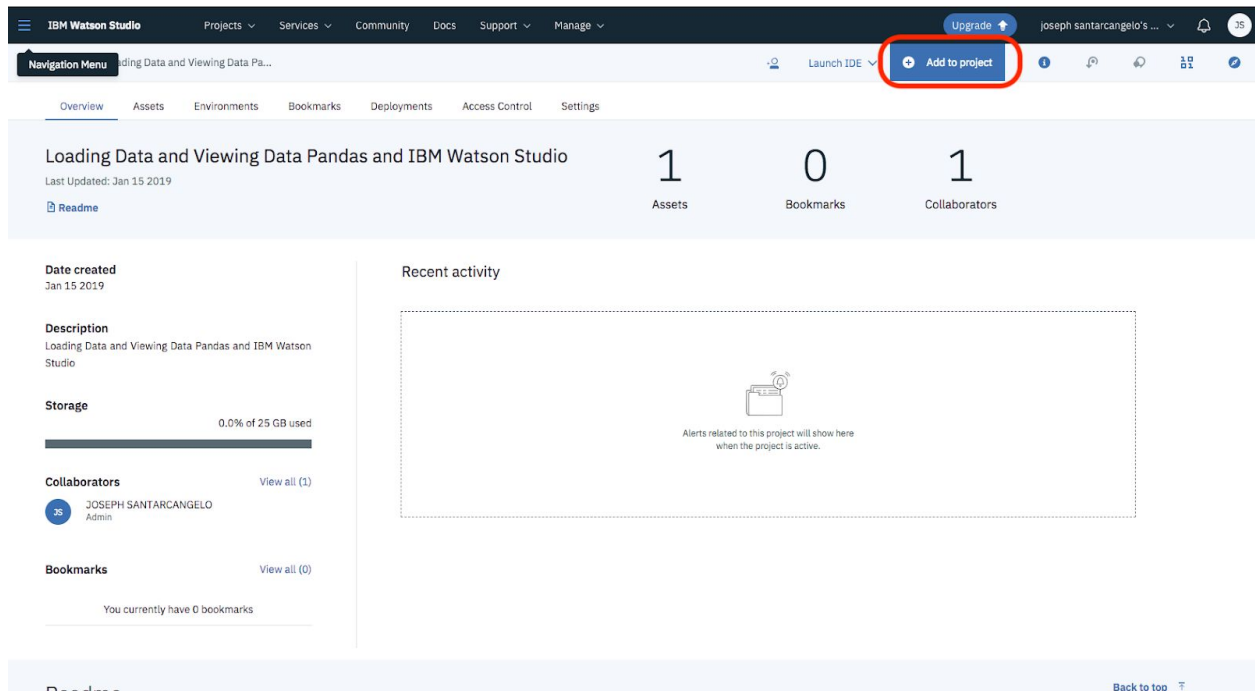 IBM Watson Studio Projects Services Community Docs Support Manage Upgrade joseph santarcangelo's ... JS
Navigation Menu ding Data and Viewing Data Pa... Launch IDE Add to project
Overview Assets Environments Bookmarks Deployments Access Control Settings
Loading Data and Viewing Data Pandas and IBM Watson Studio
Last Updated: Jan 15 2019
Readme
1 0 1
Assets Bookmarks Collaborators
Date created
Jan 15 2019
Recent activity
Description
Loading Data and Viewing Data Pandas and IBM Watson
Studio
Storage
0.0% of 25 GB used
Alerts related to this project will show here
when the project is active.
Collaborators View all (1)
JS JOSEPH SANTARCANGELO
Admin
Bookmarks View all (0)
You currently have 0 bookmarks
Back to top